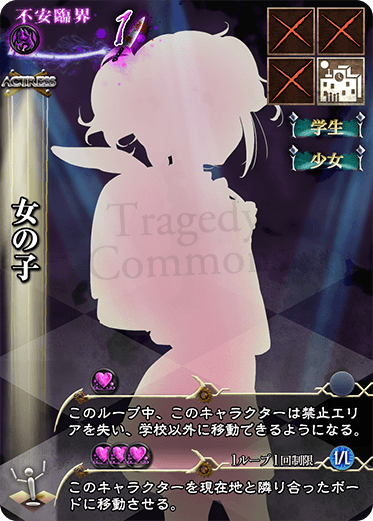 不安臨界
1
ACTRESS
学生
少女
女の子
Tragedy
Commons
このループ中、このキャラクターは禁止エリ
アを失い、学校以外に移動できるようになる。
1ループ1回制限
1/L
このキャラクターを現在地と隣り合ったボー
ドに移動させる。